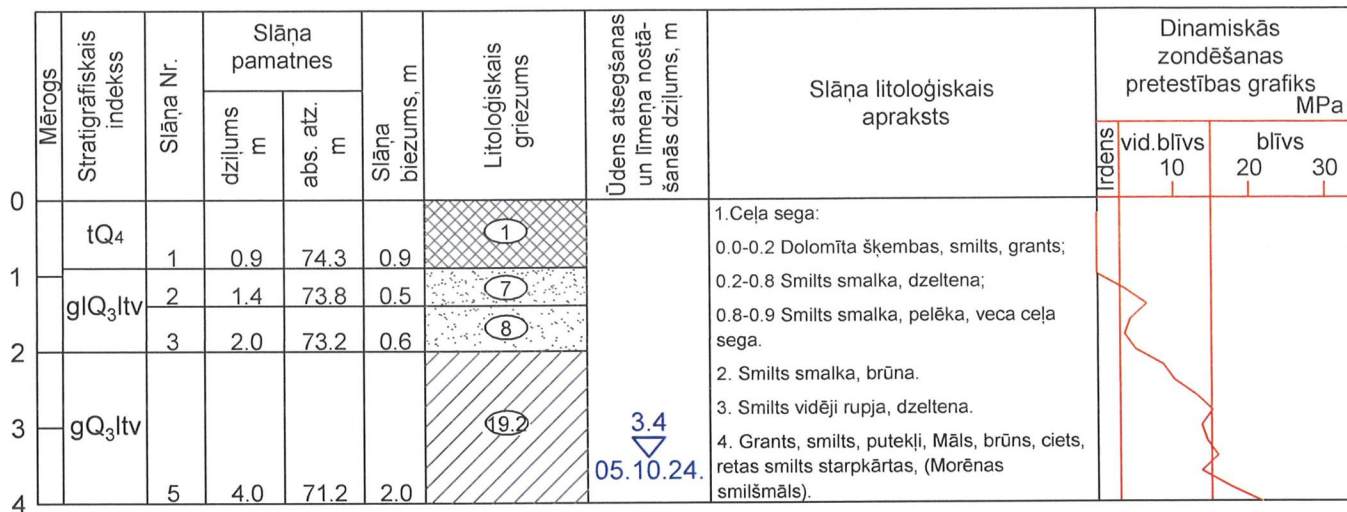 Mērogs
Stratigrāfiskais
indekss
Slāņa Nr.
Slāņa
pamatnes
dziļums
m
abs. atz.
m
Slāņa
biezums, m
Litoloģiskais
griezums
Ūdens atsegšanas
un līmeņa nostā-
šanās dziļums, m
Slāņa litoloģiskais
apraksts
Dinamiskās
zondēšanas
pretestības grafiks
MPa
Irdens
vid.blīvs
blīvs
10
20
30
0
1
2
3
4
tQ4
1
0.9
74.3
0.9
1
glQ3ltv
2
1.4
73.8
0.5
7
3
2.0
73.2
0.6
8
gQ3ltv
5
4.0
71.2
2.0
19.2
3.4
05.10.24.
1.Ceļa sega:
0.0-0.2 Dolomīta šķembas, smilts, grants;
0.2-0.8 Smilts smalka, dzeltena;
0.8-0.9 Smilts smalka, pelēka, veca ceļa
sega.
2. Smilts smalka, brūna.
3. Smilts vidēji rupja, dzeltena.
4. Grants, smilts, putekļi, Māls, brūns, ciets,
retas smilts starpkārtas, (Morēnas
smilšmāls).